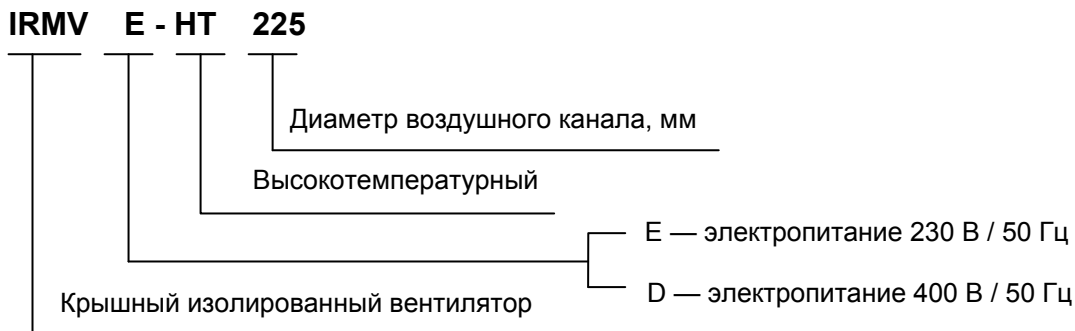 IRMV E - HT 225
Диаметр воздушного канала, мм
Высокотемпературный
E — электропитание 230 В / 50 Гц
D — электропитание 400 В / 50 Гц
Крышный изолированный вентилятор